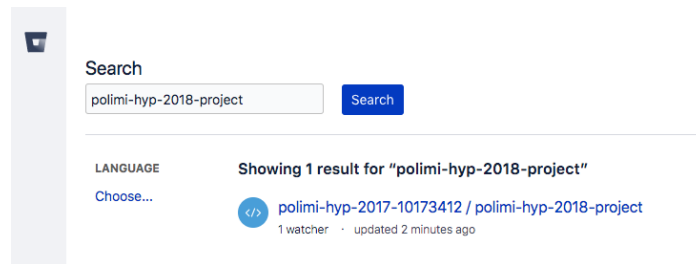 Search
polimi-hyp-2018-project
Search
LANGUAGE
Choose...
Showing 1 result for “polimi-hyp-2018-project”
polimi-hyp-2017-10173412 / polimi-hyp-2018-project
1 watcher · updated 2 minutes ago